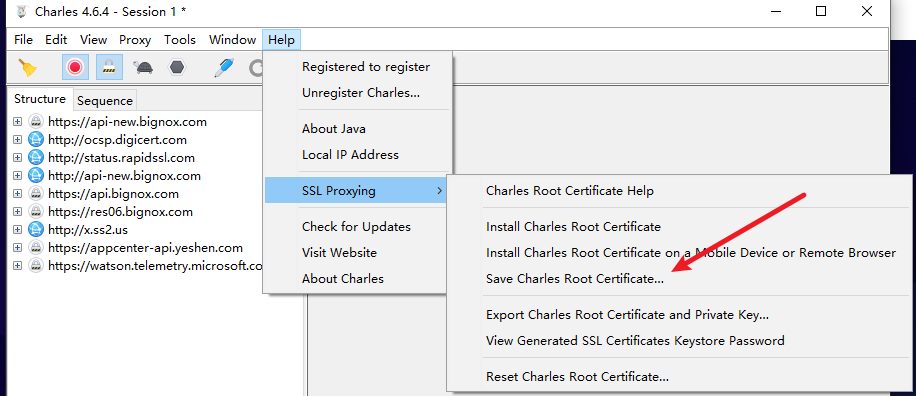 Charles 4.6.4 - Session 1 *
File Edit View Proxy Tools Window Help
Structure Sequence
https://api-new.bignox.com
http://ocsp.digicert.com
http://status.rapidssl.com
http://api-new.bignox.com
https://api.bignox.com
https://res06.bignox.com
http://x.ss2.us
https://appcenter-api.yeshen.com
https://watson.telemetry.microsoft.co
Registered to register
Unregister Charles...
About Java
Local IP Address
SSL Proxying
Check for Updates
Visit Website
About Charles
Charles Root Certificate Help
Install Charles Root Certificate
Install Charles Root Certificate on a Mobile Device or Remote Browser
Save Charles Root Certificate...
Export Charles Root Certificate and Private Key...
View Generated SSL Certificates Keystore Password
Reset Charles Root Certificate...